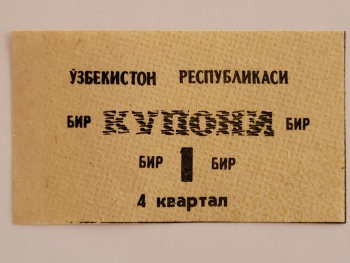 ЎЗБЕКИСТОН РЕСПУБЛИКАСИ
БИР КУПОНИ БИР
БИР 1 БИР
4 квартал